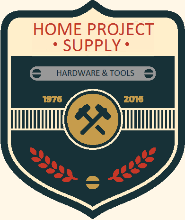 HOME PROJECT
• SUPPLY •
HARDWARE & TOOLS
1976 2016